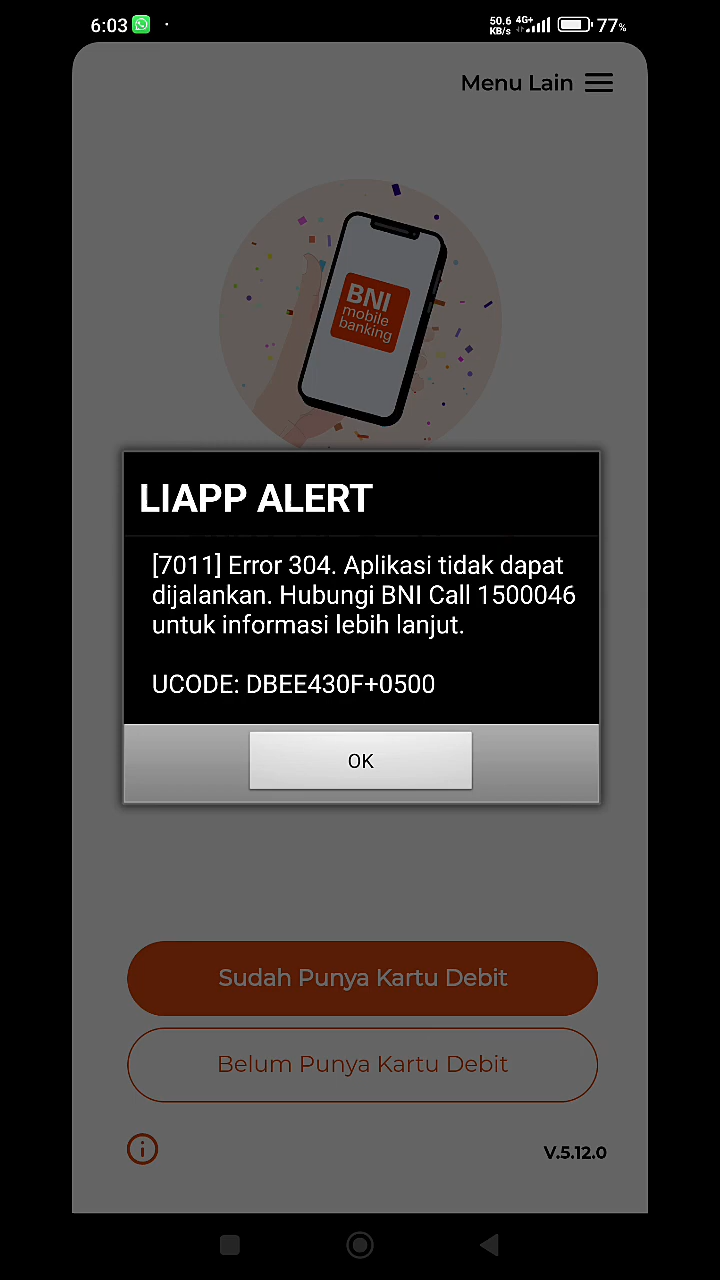 6:03
50.6 KB/s 4G+ 77%
Menu Lain
BNI
mobile
banking
LIAPP ALERT
[7011] Error 304. Aplikasi tidak dapat
dijalankan. Hubungi BNI Call 1500046
untuk informasi lebih lanjut.
UCODE: DBEE430F+0500
OK
Sudah Punya Kartu Debit
Belum Punya Kartu Debit
V.5.12.0